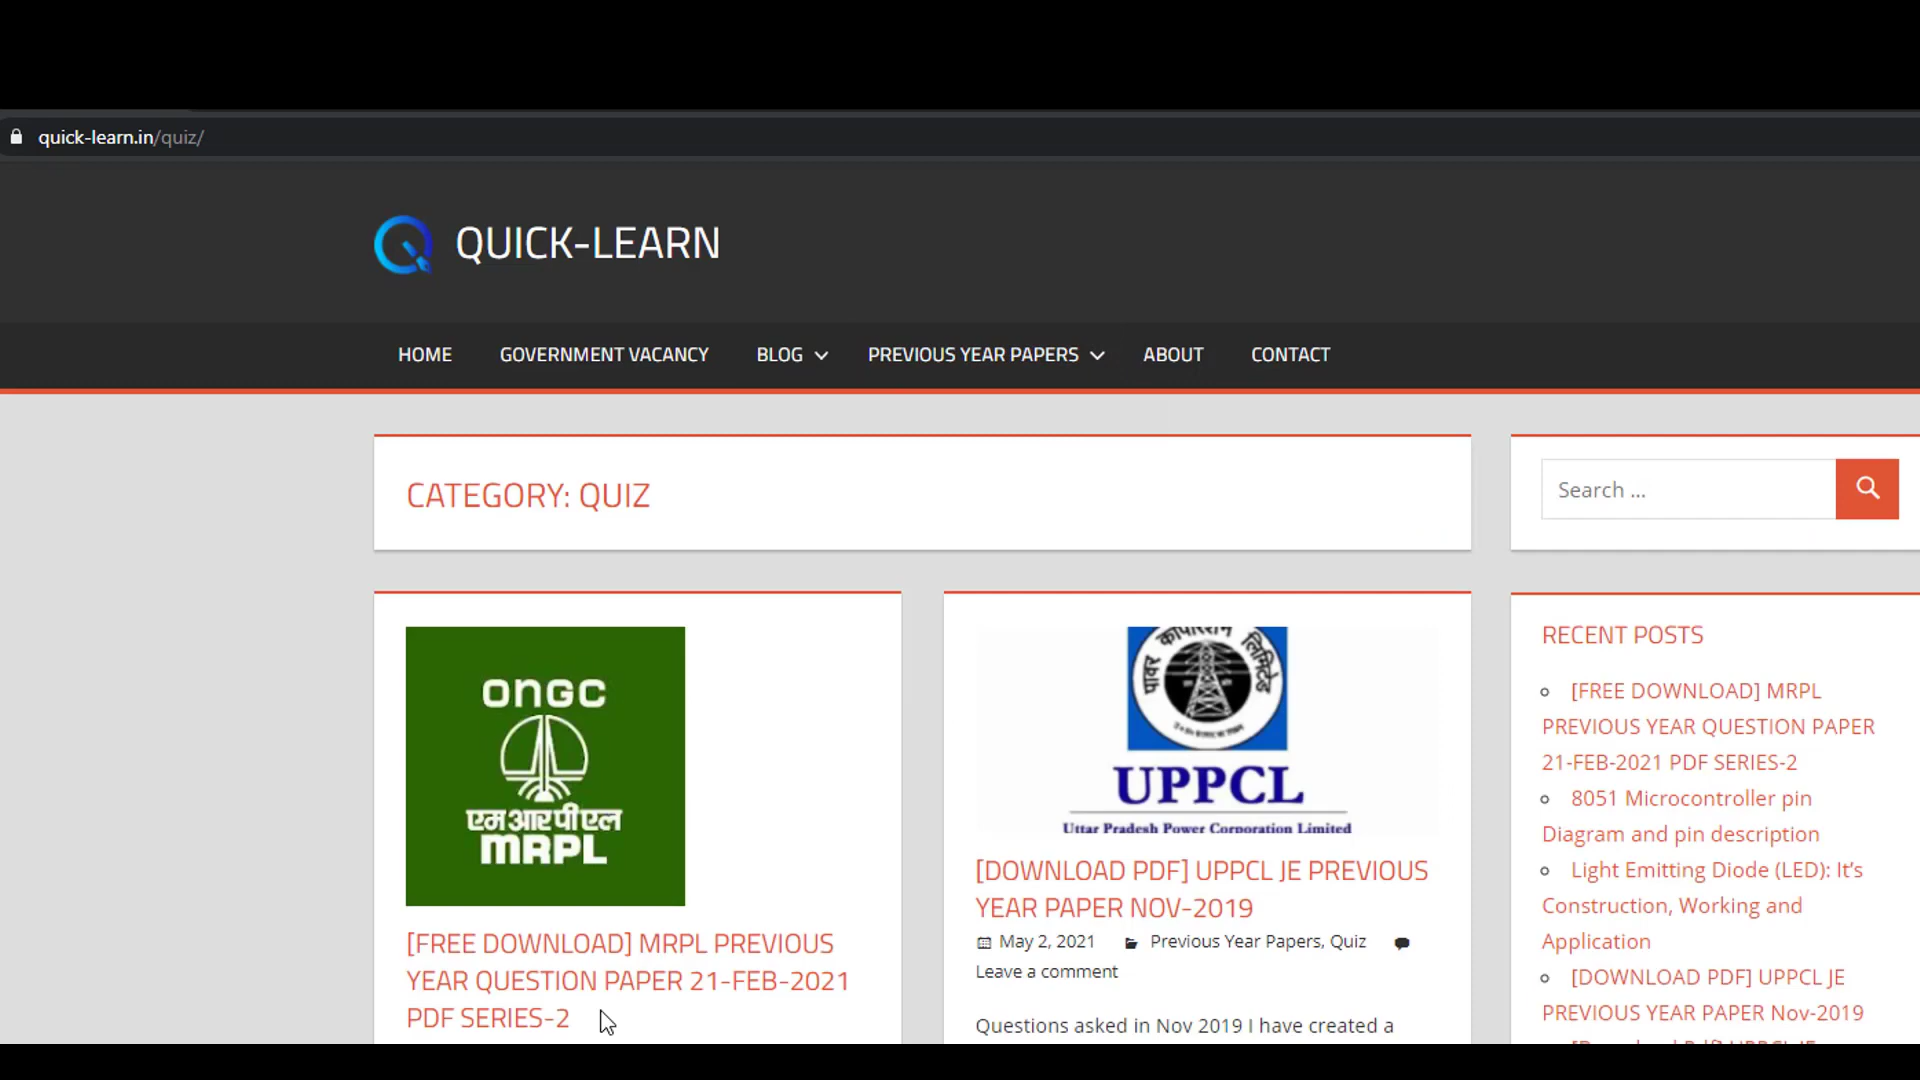 quick-learn.in/quiz/
QUICK-LEARN
HOME GOVERNMENT VACANCY BLOG PREVIOUS YEAR PAPERS ABOUT CONTACT
CATEGORY: QUIZ
ONGC
एमआरपीएल
MRPL
[FREE DOWNLOAD] MRPL PREVIOUS
YEAR QUESTION PAPER 21-FEB-2021
PDF SERIES-2
पावर कापोरेशन लिमिटेड
UPPCL
Uttar Pradesh Power Corporation Limited
[DOWNLOAD PDF] UPPCL JE PREVIOUS
YEAR PAPER NOV-2019
May 2, 2021 Previous Year Papers, Quiz
Leave a comment
Questions asked in Nov 2019 I have created a
Search ...
RECENT POSTS
[FREE DOWNLOAD] MRPL
PREVIOUS YEAR QUESTION PAPER
21-FEB-2021 PDF SERIES-2
8051 Microcontroller pin
Diagram and pin description
Light Emitting Diode (LED): It's
Construction, Working and
Application
[DOWNLOAD PDF] UPPCL JE
PREVIOUS YEAR PAPER Nov-2019